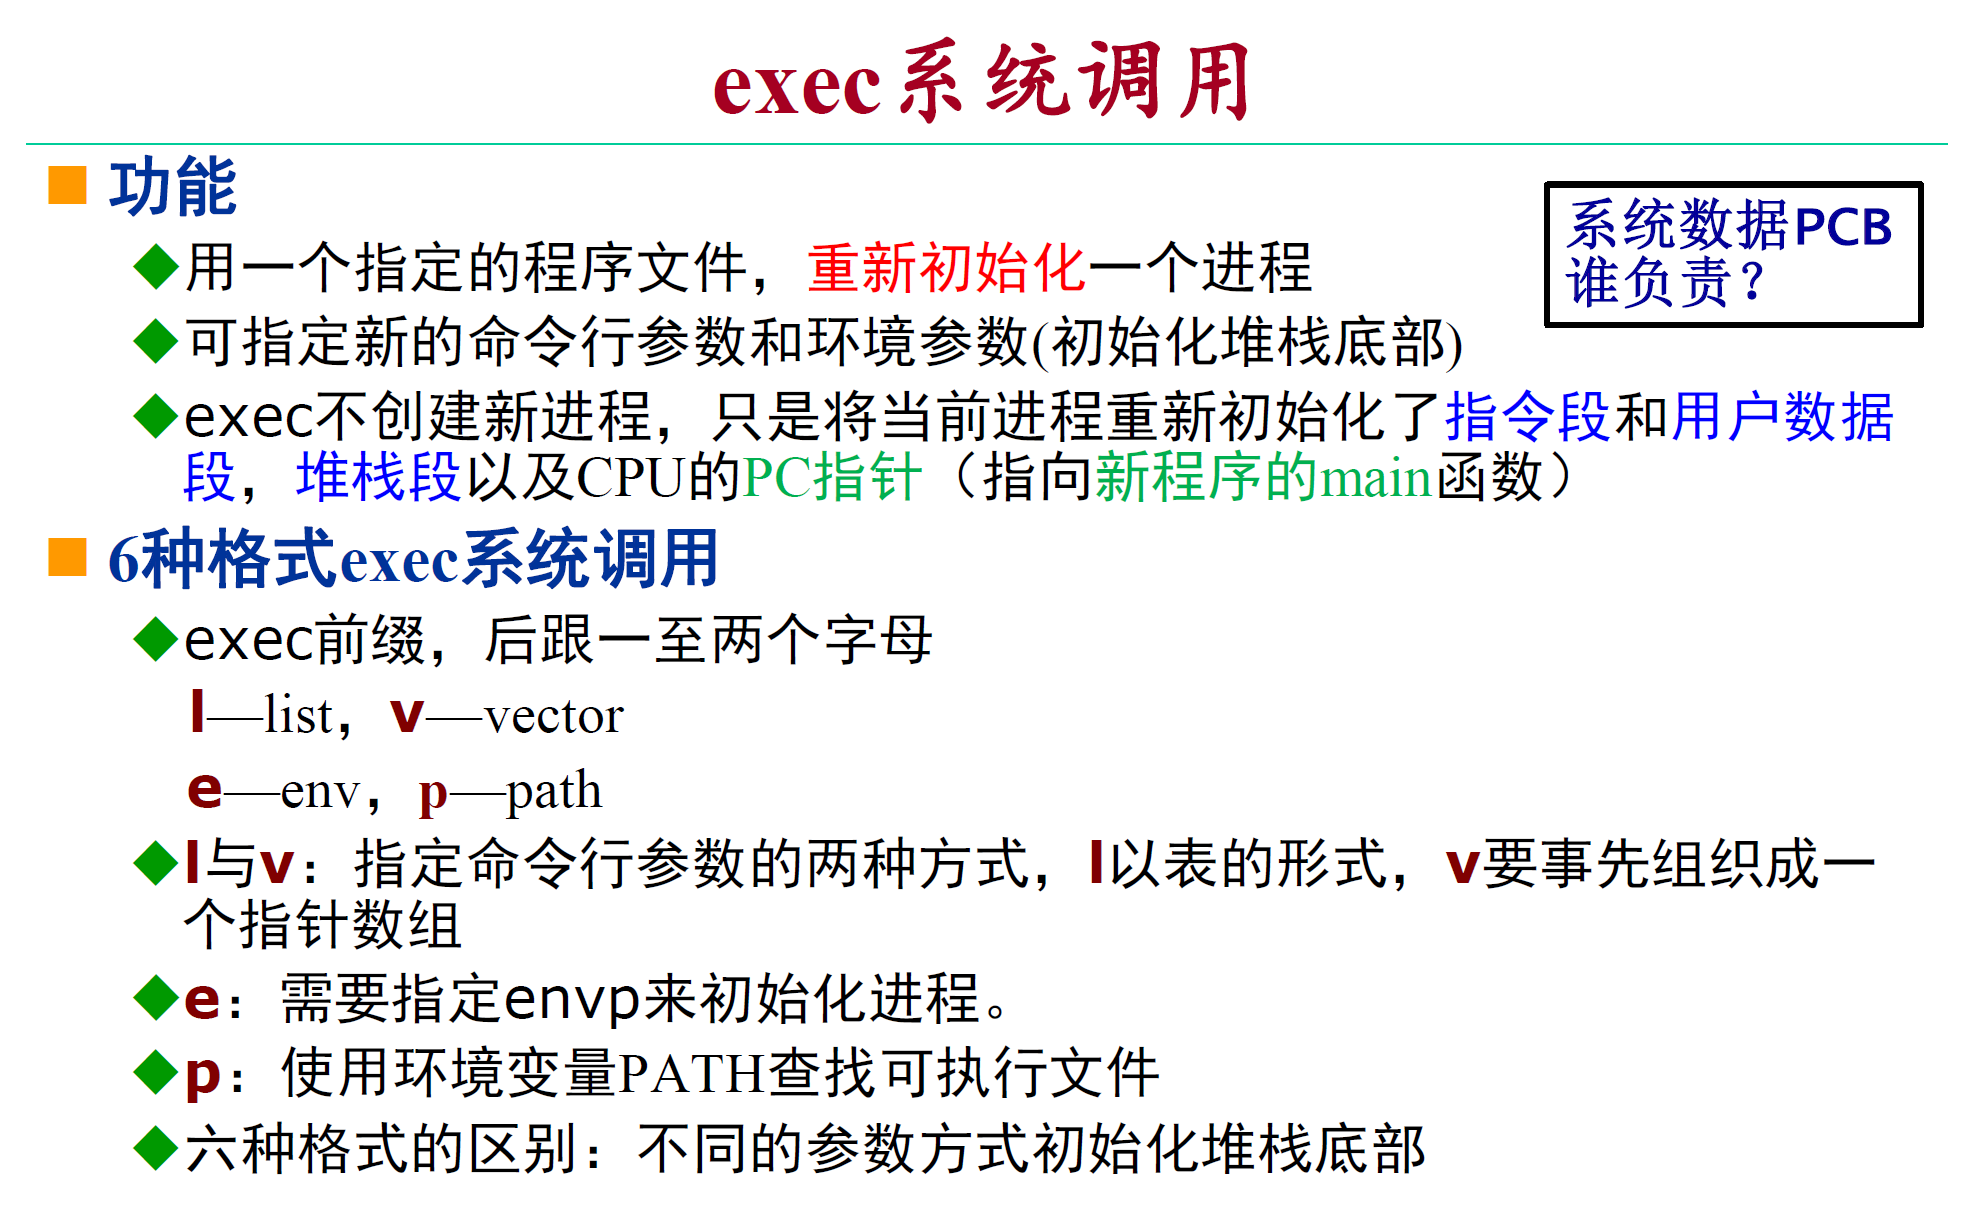 exec系统调用
功能
用一个指定的程序文件，重新初始化一个进程
可指定新的命令行参数和环境参数(初始化堆栈底部)
exec不创建新进程，只是将当前进程重新初始化了指令段和用户数据
段，堆栈段以及CPU的PC指针（指向新程序的main函数）
系统数据PCB
谁负责？
6种格式exec系统调用
exec前缀，后跟一至两个字母
l—list，v—vector
e—env，p—path
l与v：指定命令行参数的两种方式，l以表的形式，v要事先组织成一
个指针数组
e：需要指定envp来初始化进程。
p：使用环境变量PATH查找可执行文件
六种格式的区别：不同的参数方式初始化堆栈底部